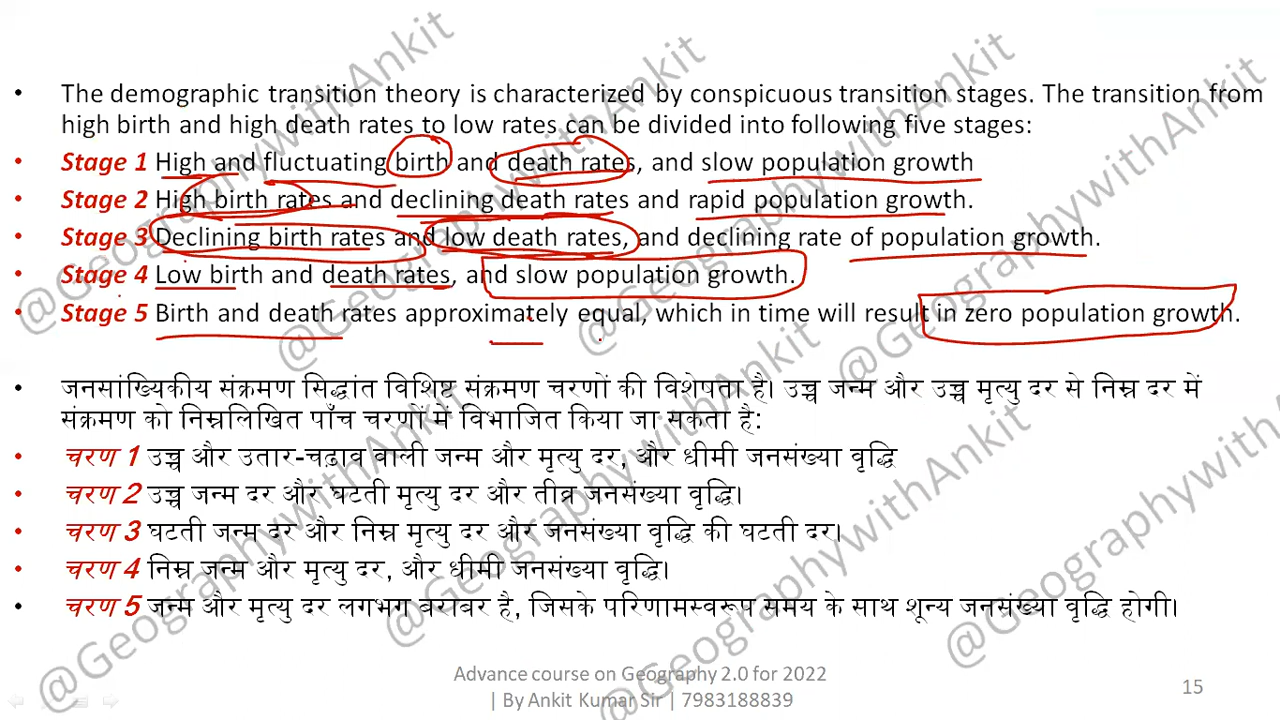 • The demographic transition theory is characterized by conspicuous transition stages. The transition from
high birth and high death rates to low rates can be divided into following five stages:
• Stage 1 High and fluctuating birth and death rates, and slow population growth
• Stage 2 High birth rates and declining death rates and rapid population growth.
• Stage 3 Declining birth rates and low death rates, and declining rate of population growth.
• Stage 4 Low birth and death rates, and slow population growth.
• Stage 5 Birth and death rates approximately equal, which in time will result in zero population growth.
• जनसांख्यिकीय संक्रमण सिद्धांत विशिष्ट संक्रमण चरणों की विशेषता है। उच्च जन्म और उच्च मृत्यु दर से निम्न दर में
संक्रमण को निम्नलिखित पाँच चरणों में विभाजित किया जा सकता है:
• चरण 1 उच्च और उतार-चढ़ाव वाली जन्म और मृत्यु दर, और धीमी जनसंख्या वृद्धि
• चरण 2 उच्च जन्म दर और घटती मृत्यु दर और तीव्र जनसंख्या वृद्धि।
• चरण 3 घटती जन्म दर और निम्न मृत्यु दर और जनसंख्या वृद्धि की घटती दर।
• चरण 4 निम्न जन्म और मृत्यु दर, और धीमी जनसंख्या वृद्धि।
• चरण 5 जन्म और मृत्यु दर लगभग बराबर है, जिसके परिणामस्वरूप समय के साथ शून्य जनसंख्या वृद्धि होगी।
Advance course on Geography 2.0 for 2022
| By Ankit Kumar Sir | 7983188839
15
@GeographywithAnkit
@GeographywithAnkit
@GeographywithAnkit
@GeographywithAnkit
@GeographywithAnkit
@GeographywithAnkit
@GeographywithAnkit
@GeographywithAnkit